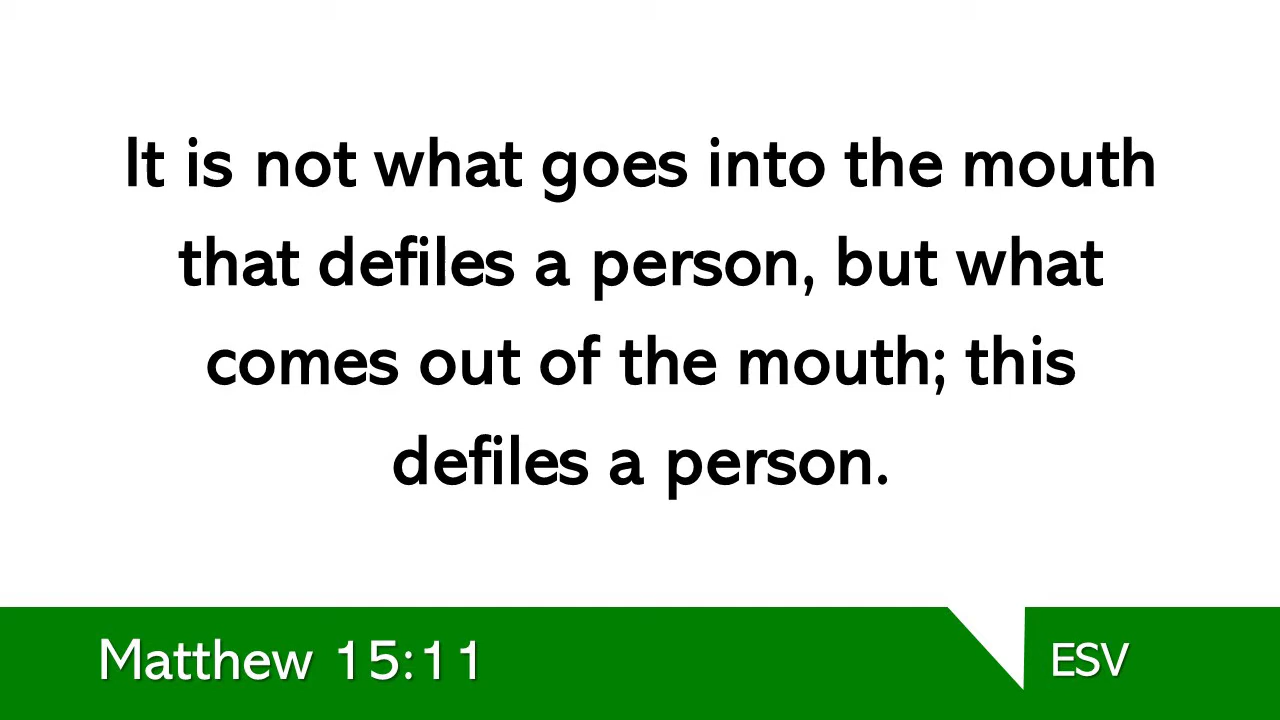 It is not what goes into the mouth
that defiles a person, but what
comes out of the mouth; this
defiles a person.
Matthew 15:11
ESV